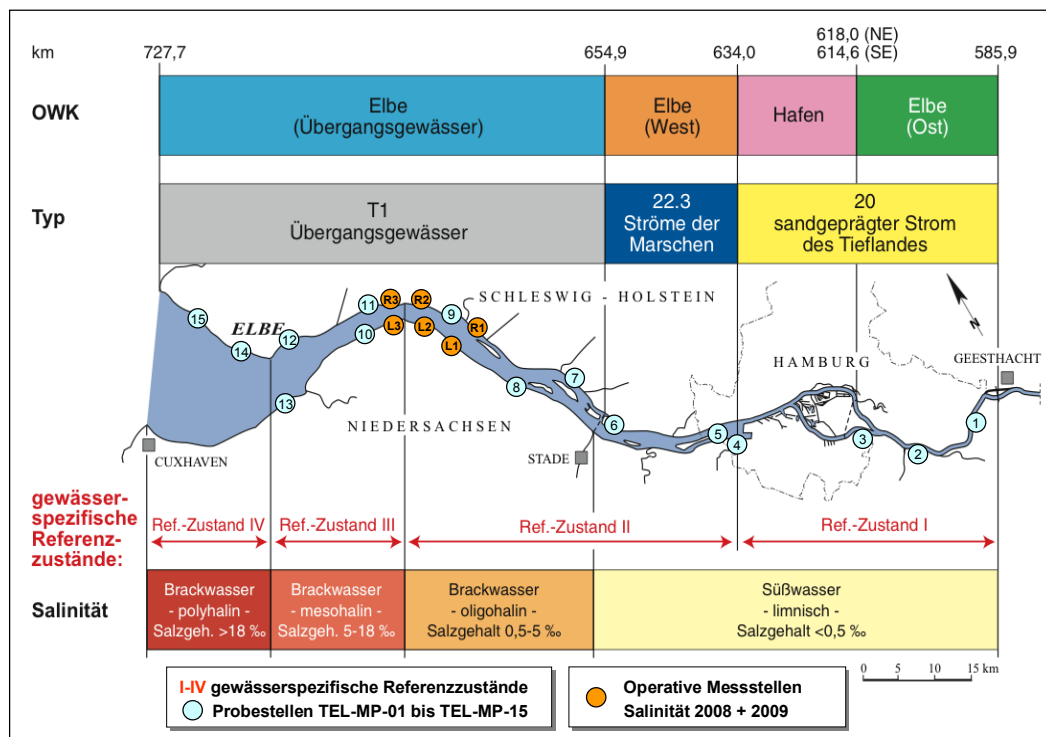 618,0 (NE)
km 727,7 654,9 634,0 614,6 (SE) 585,9
OWK
Elbe
(Übergangsgewässer)
Elbe
(West)
Hafen
Elbe
(Ost)
Typ
T1
Übergangsgewässer
22.3
Ströme der
Marschen
20
sandgeprägter Strom
des Tieflandes
15
14
ELBE
12
11
R3
R2
9
SCHLESWIG - HOLSTEIN
R1
10
L3
L2
L1
13
8
7
6
5
4
3
2
1
N
HAMBURG
GEESTHACHT
NIEDERSACHSEN
STADE
CUXHAVEN
gewässer-
spezifische
Referenz-
zustände:
Ref.-Zustand IV
Ref.-Zustand III
Ref.-Zustand II
Ref.-Zustand I
Salinität
Brackwasser
- polyhalin -
Salzgeh. >18 ‰
Brackwasser
- mesohalin -
Salzgeh. 5-18 ‰
Brackwasser
- oligohalin -
Salzgehalt 0,5-5 ‰
Süßwasser
- limnisch -
Salzgehalt <0,5 ‰
0 5 10 15 km
I-IV gewässerspezifische Referenzzustände
Probestellen TEL-MP-01 bis TEL-MP-15
Operative Messstellen
Salinität 2008 + 2009